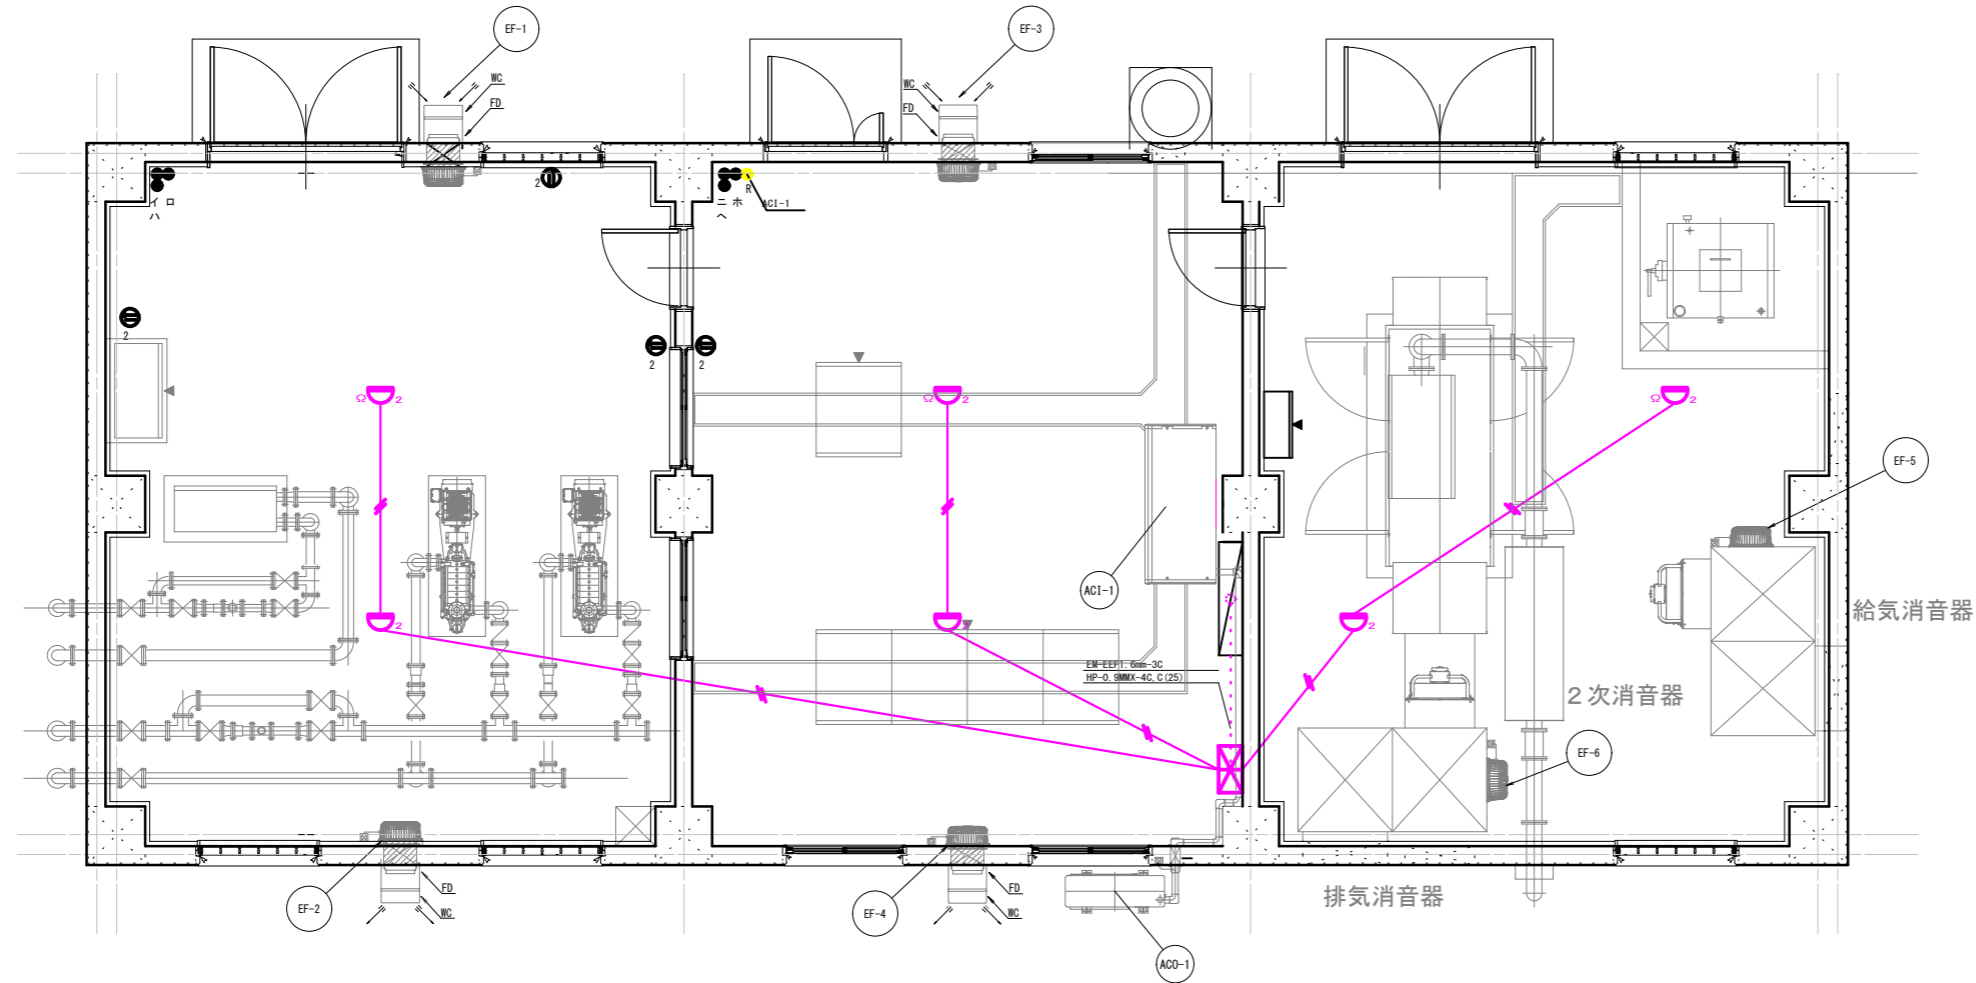 EF-1
EF-3
WC
FD
WC
FD
2
イ ロ
ハ
R
ニ ホ
ヘ
ACI-1
2
2
2
Ω 2
Ω 2
Ω 2
EF-5
ACI-1
給気消音器
2
2
2
EM-EEF1.6mm-3C
HP-0.9MMX-4C.C(25)
2次消音器
EF-6
FD
WC
EF-2
FD
WC
EF-4
排気消音器
ACO-1